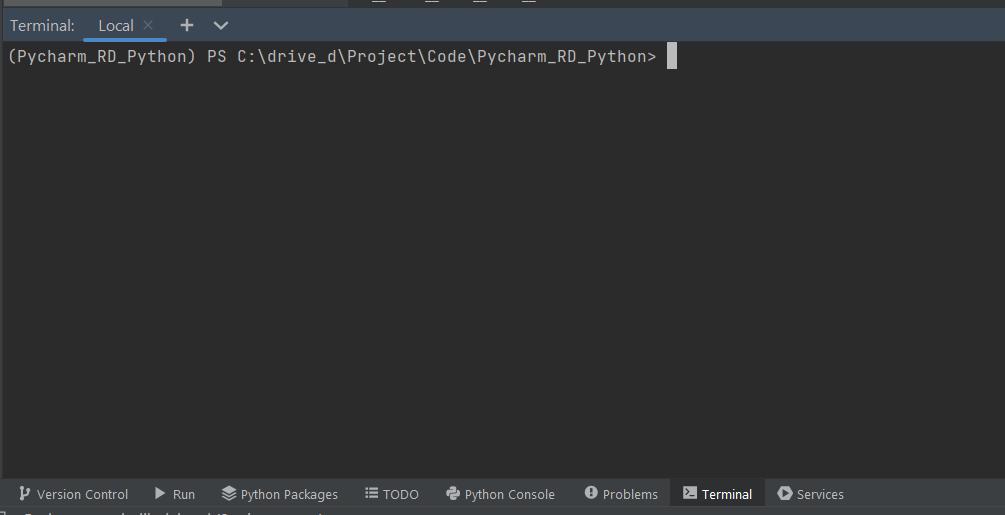 Terminal: Local
(Pycharm_RD_Python) PS C:\drive_d\Project\Code\Pycharm_RD_Python>
Version Control Run Python Packages TODO Python Console Problems Terminal Services